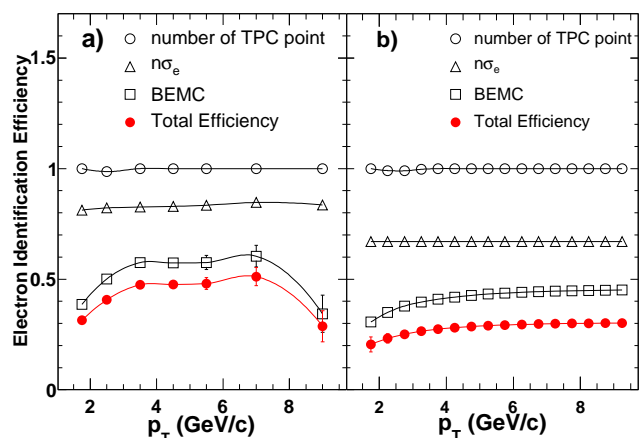 Electron Identification Efficiency
1.5
1
0.5
0
a)
number of TPC point
nσe
BEMC
Total Efficiency
b)
number of TPC point
nσe
BEMC
Total Efficiency
2 4 6 8
2 4 6 8
pT (GeV/c)
pT (GeV/c)